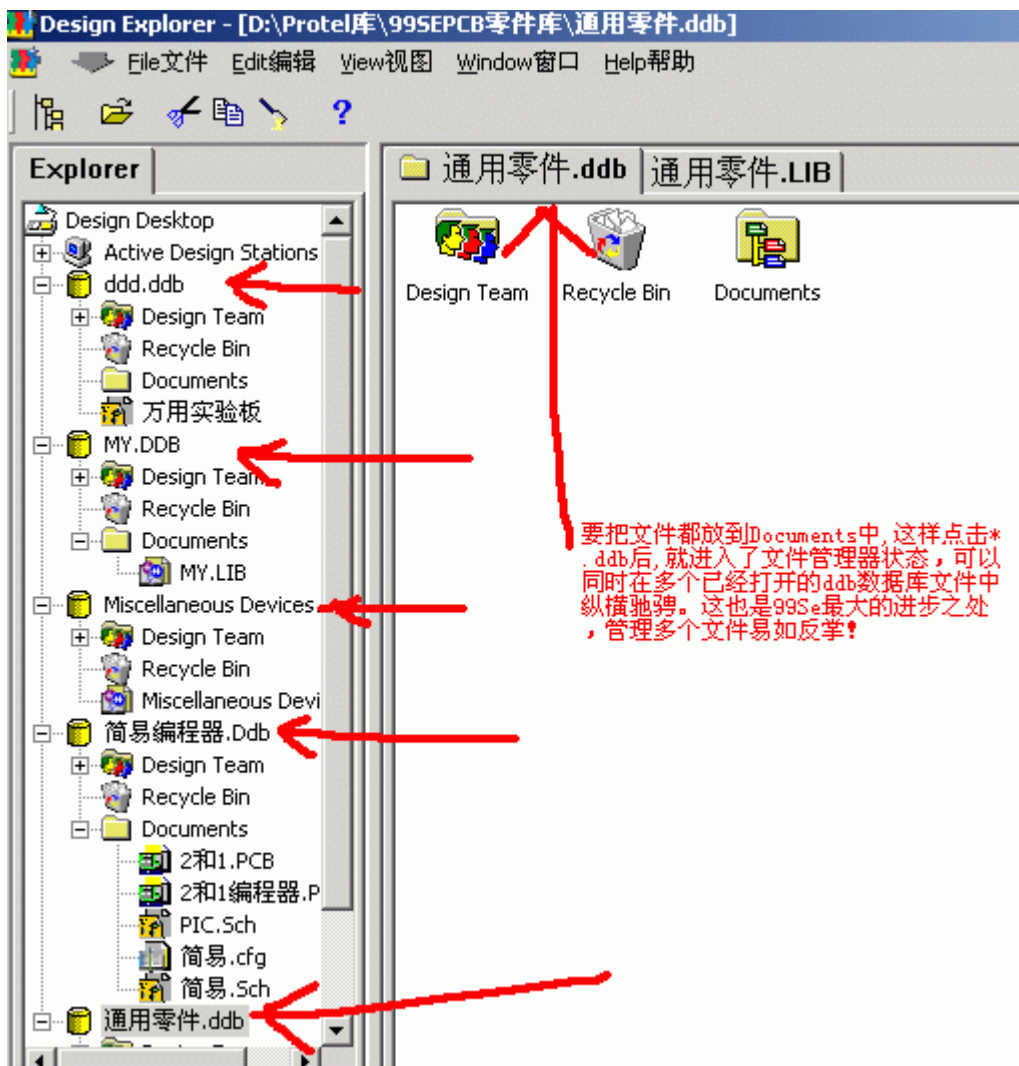 Design Explorer - [D:\Protel库\99SEPCB零件库\通用零件.ddb]
File文件 Edit编辑 View视图 Window窗口 Help帮助
Explorer
通用零件.ddb
通用零件.LIB
Design Desktop
Active Design Stations
ddd.ddb
Design Team
Recycle Bin
Documents
万用实验板
MY.DDB
Design Team
Recycle Bin
Documents
MY.LIB
Miscellaneous Devices
Design Team
Recycle Bin
Miscellaneous Devi
简易编程器.Ddb
Design Team
Recycle Bin
Documents
2和1.PCB
2和1编程器.P
PIC.Sch
简易.cfg
简易.Sch
通用零件.ddb
Design Team
Recycle Bin
Documents
要把文件都放到Documents中,这样点击*
.ddb后,就进入了文件管理器状态,可以
同时在多个已经打开的ddb数据库文件中
纵横驰骋。这也是99Se最大的进步之处
,管理多个文件易如反掌!